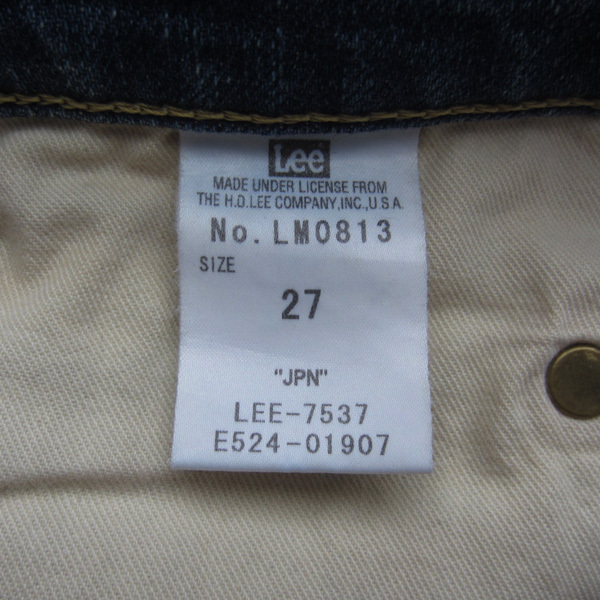 Lee
MADE UNDER LICENSE FROM
THE H.D.LEE COMPANY,INC.,U.S.A.
No. LM0813
SIZE
27
"JPN"
LEE-7537
E524-01907